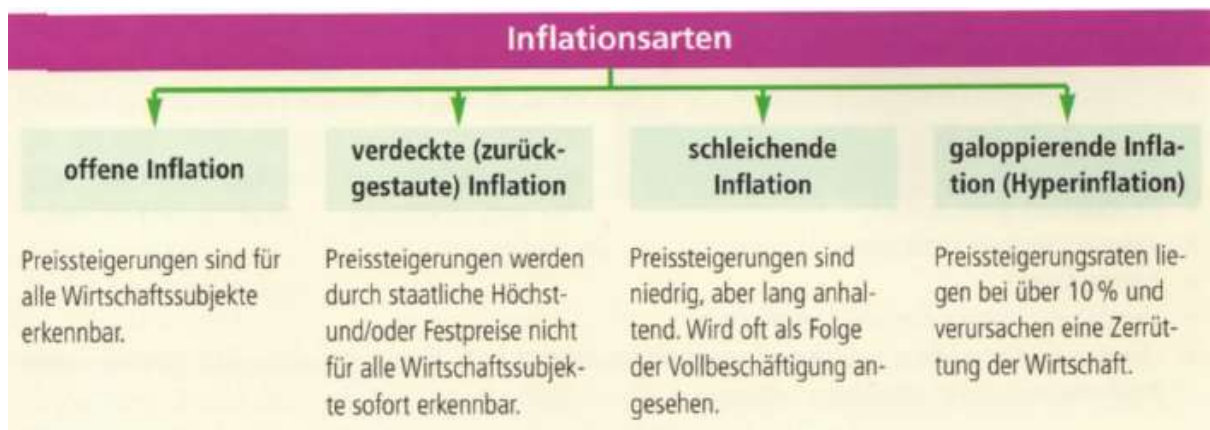 Inflationsarten
offene Inflation
Preissteigerungen sind für
alle Wirtschaftssubjekte
erkennbar.
verdeckte (zurück-
gestaute) Inflation
Preissteigerungen werden
durch staatliche Höchst-
und/oder Festpreise nicht
für alle Wirtschaftssubjek-
te sofort erkennbar.
schleichende
Inflation
Preissteigerungen sind
niedrig, aber lang anhal-
tend. Wird oft als Folge
der Vollbeschäftigung an-
gesehen.
galoppierende Infla-
tion (Hyperinflation)
Preissteigerungsraten lie-
gen bei über 10 % und
verursachen eine Zerrüt-
tung der Wirtschaft.